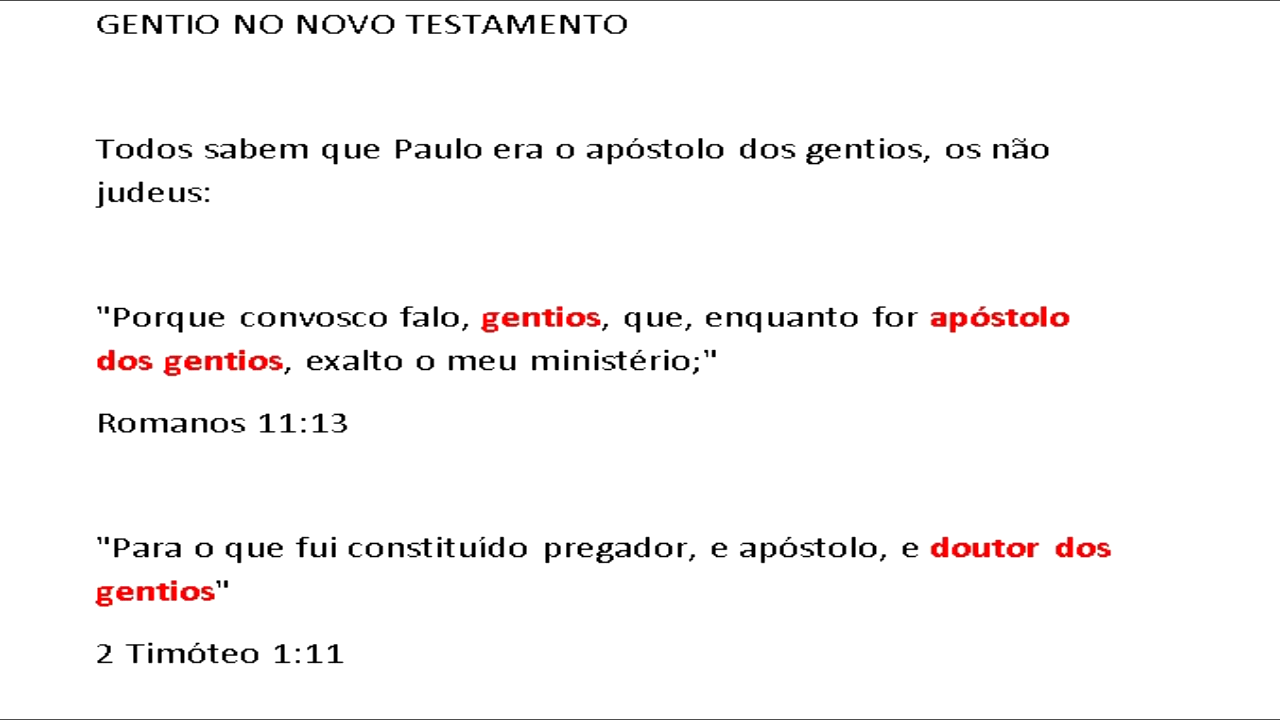 GENTIO NO NOVO TESTAMENTO
Todos sabem que Paulo era o apóstolo dos gentios, os não
judeus:
"Porque convosco falo, gentios, que, enquanto for apóstolo
dos gentios, exalto o meu ministério;"
Romanos 11:13
"Para o que fui constituído pregador, e apóstolo, e doutor dos
gentios"
2 Timóteo 1:11